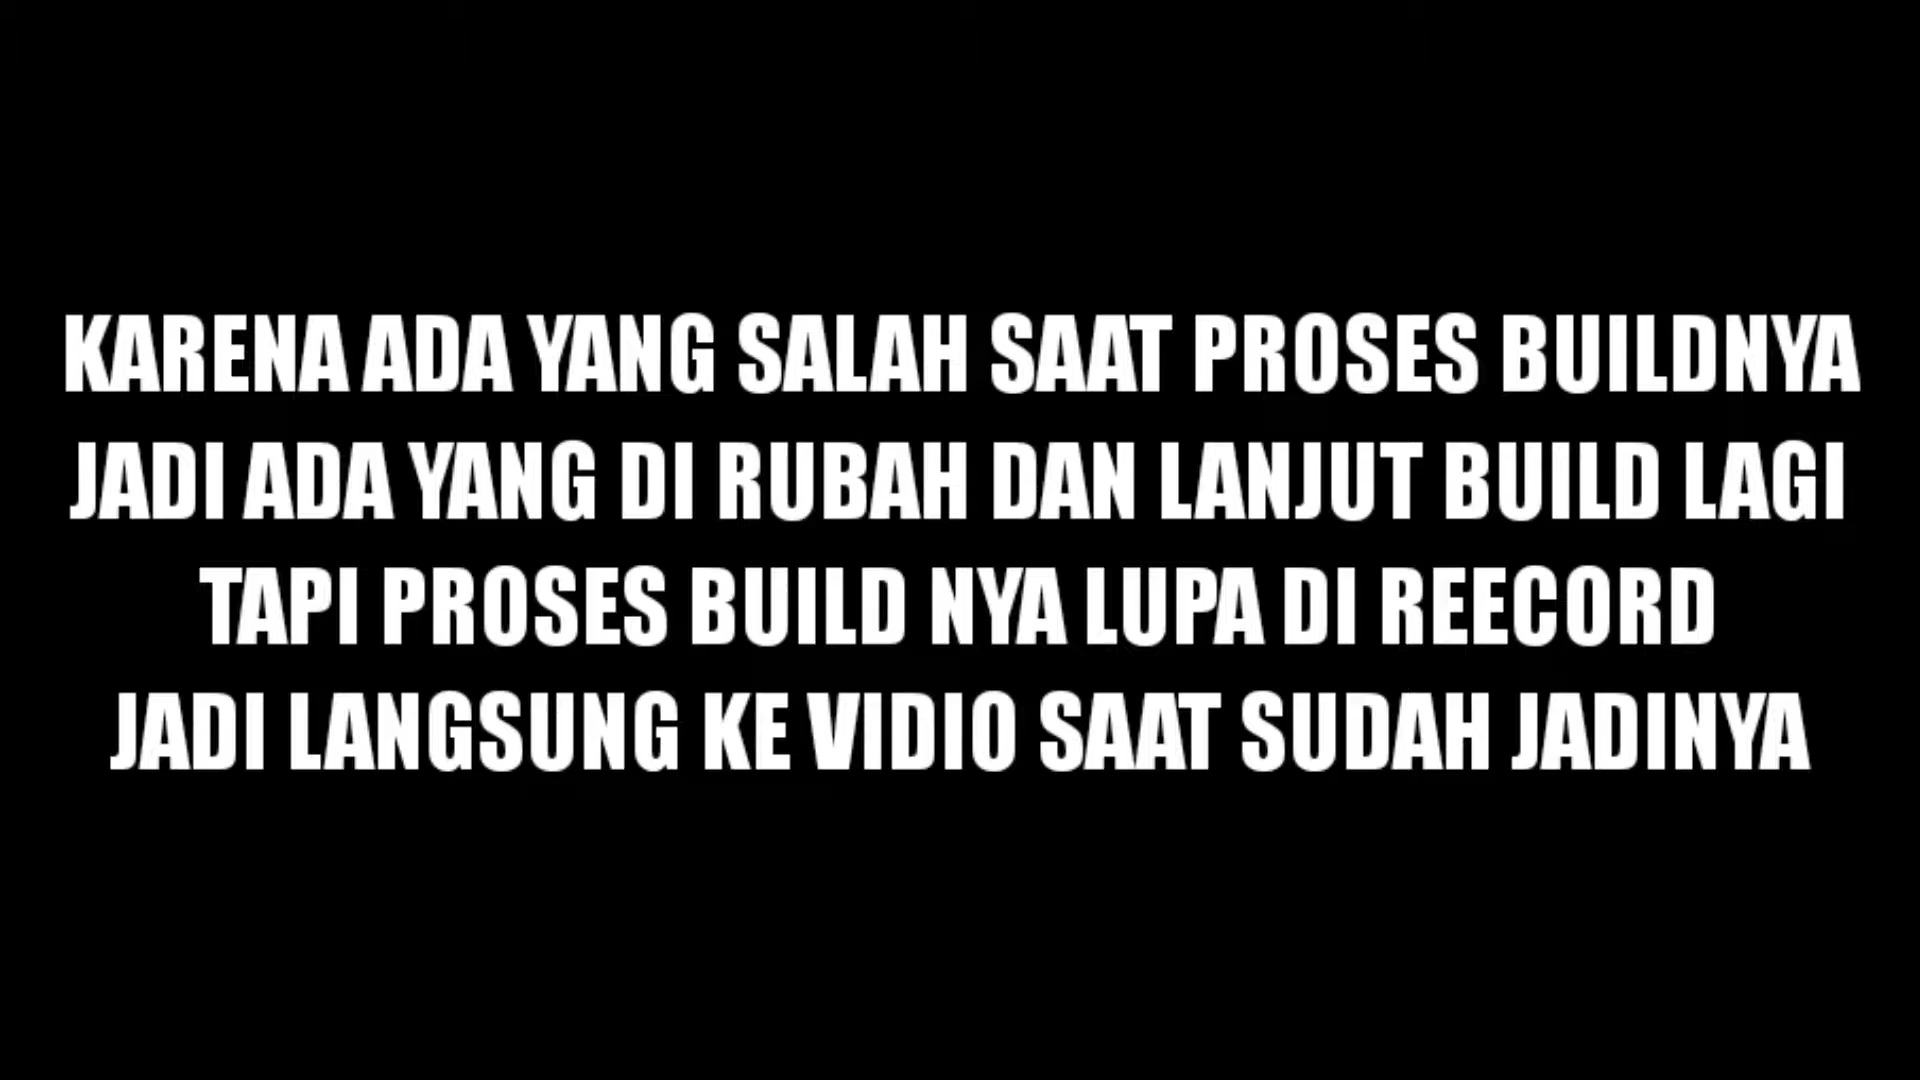 KARENA ADA YANG SALAH SAAT PROSES BUILDNYA
JADI ADA YANG DI RUBAH DAN LANJUT BUILD LAGI
TAPI PROSES BUILD NYA LUPA DI REECORD
JADI LANGSUNG KE VIDIO SAAT SUDAH JADINYA